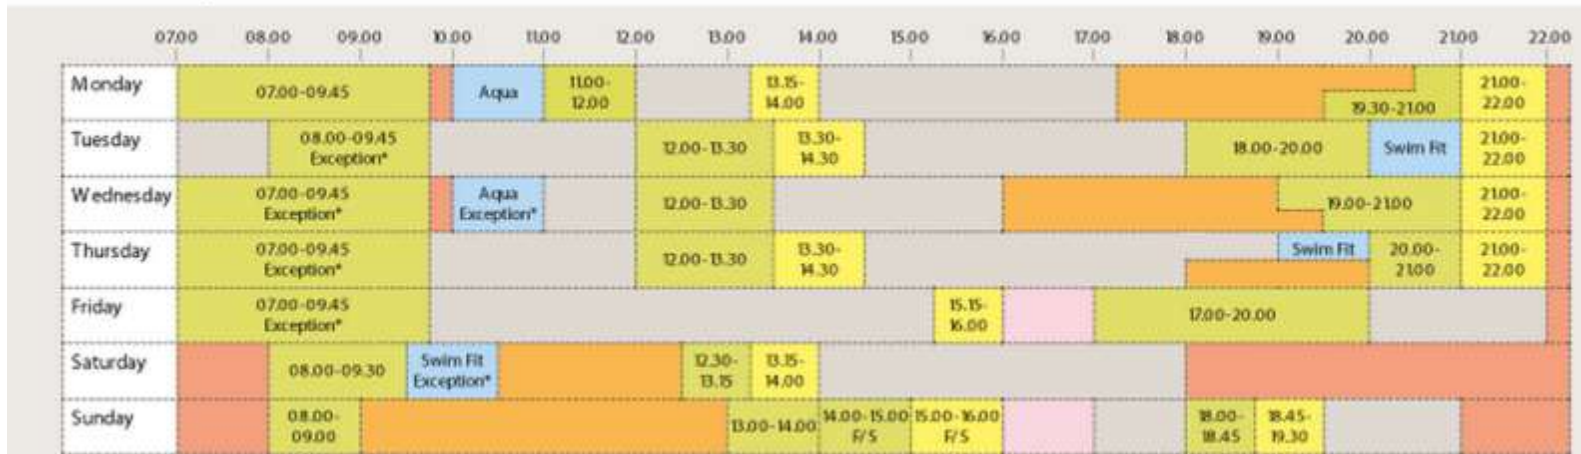 07.00 08.00 09.00 10.00 11.00 12.00 13.00 14.00 15.00 16.00 17.00 18.00 19.00 20.00 21.00 22.00
Monday
07.00-09.45
Aqua
11.00-
12.00
13.15-
14.00
19.30-21.00
21.00-
22.00
Tuesday
08.00-09.45
Exception*
12.00-13.30
13.30-
14.30
18.00-20.00
Swim Fit
21.00-
22.00
Wednesday
07.00-09.45
Exception*
Aqua
Exception*
12.00-13.30
19.00-21.00
21.00-
22.00
Thursday
07.00-09.45
Exception*
12.00-13.30
13.30-
14.30
Swim Fit
20.00-
21.00
21.00-
22.00
Friday
07.00-09.45
Exception*
15.15-
16.00
17.00-20.00
Saturday
08.00-09.30
Swim Fit
Exception*
12.30-
13.15
13.15-
14.00
Sunday
08.00-
09.00
13.00-14.00
14.00-15.00
F/S
15.00-16.00
F/S
18.00-
18.45
18.45-
19.30